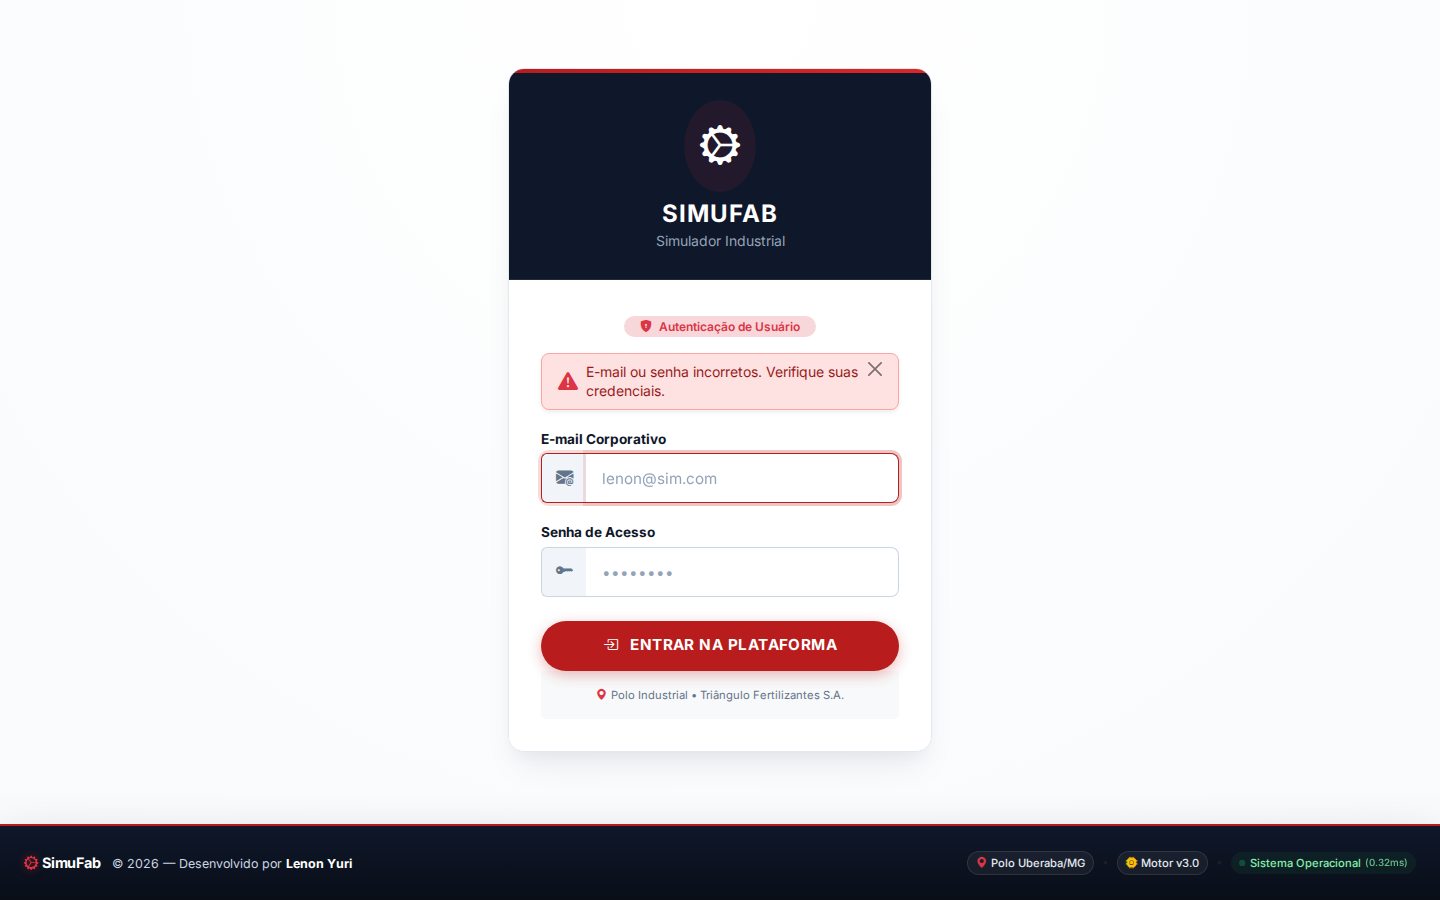 SIMUFAB
Simulador Industrial
Autenticação de Usuário
E-mail ou senha incorretos. Verifique suas
credenciais.
E-mail Corporativo
lenon@sim.com
Senha de Acesso
••••••••
ENTRAR NA PLATAFORMA
Polo Industrial • Triângulo Fertilizantes S.A.
SimuFab © 2026 — Desenvolvido por Lenon Yuri
Polo Uberaba/MG · Motor v3.0 · Sistema Operacional (0.32ms)